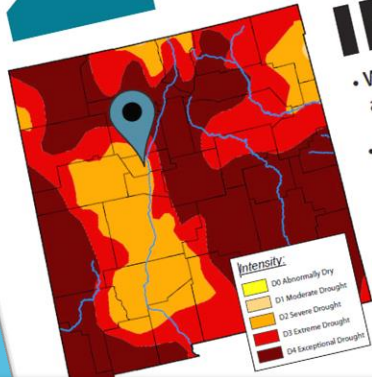 Intensity:
D0 Abnormally Dry
D1 Moderate Drought
D2 Severe Drought
D3 Extreme Drought
D4 Exceptional Drought